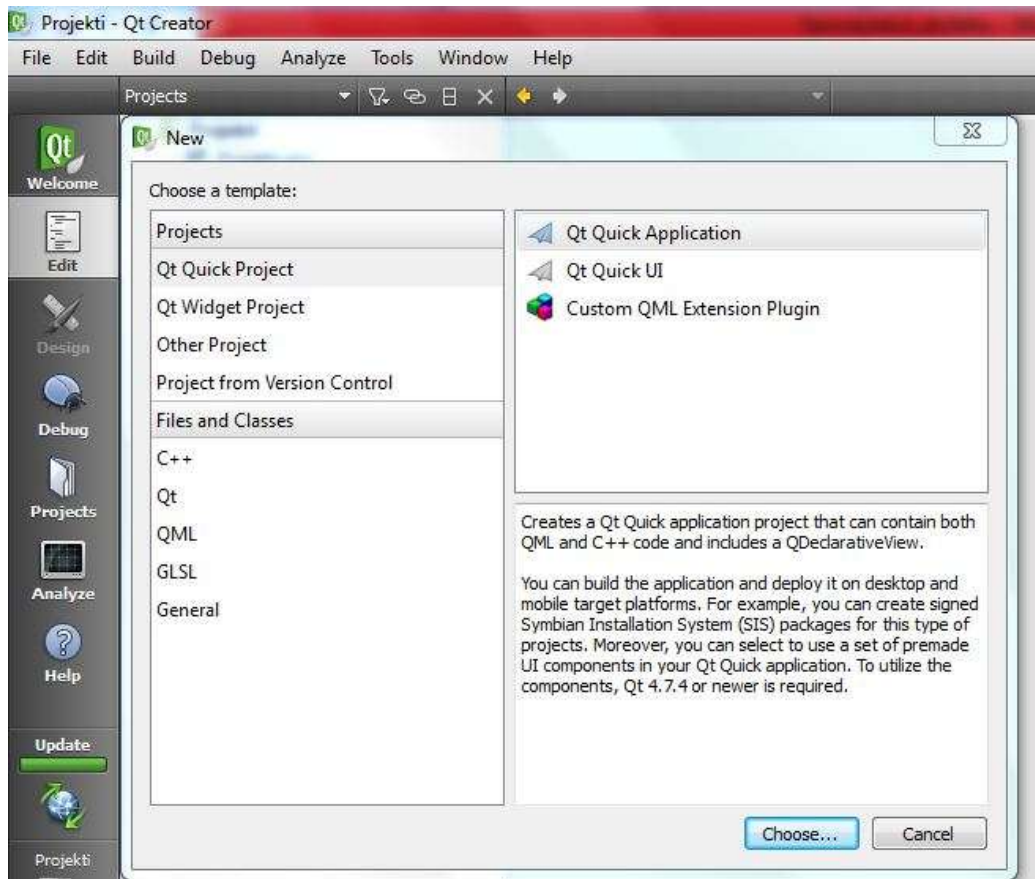 Projekti - Qt Creator
File Edit Build Debug Analyze Tools Window Help
Projects
Qt
Welcome
Edit
Design
Debug
Projects
Analyze
Help
Update
Projekti
New
Choose a template:
Projects
Qt Quick Project
Qt Widget Project
Other Project
Project from Version Control
Files and Classes
C++
Qt
QML
GLSL
General
Qt Quick Application
Qt Quick UI
Custom QML Extension Plugin
Creates a Qt Quick application project that can contain both
QML and C++ code and includes a QDeclarativeView.
You can build the application and deploy it on desktop and
mobile target platforms. For example, you can create signed
Symbian Installation System (SIS) packages for this type of
projects. Moreover, you can select to use a set of premade
UI components in your Qt Quick application. To utilize the
components, Qt 4.7.4 or newer is required.
Choose... Cancel